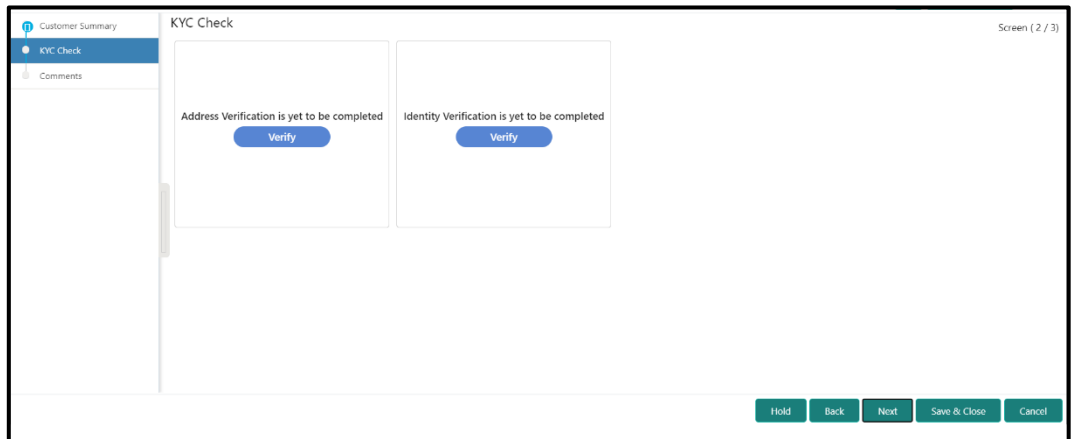 Customer Summary
KYC Check
Comments
KYC Check
Screen ( 2 / 3)
Address Verification is yet to be completed
Verify
Identity Verification is yet to be completed
Verify
Hold
Back
Next
Save & Close
Cancel